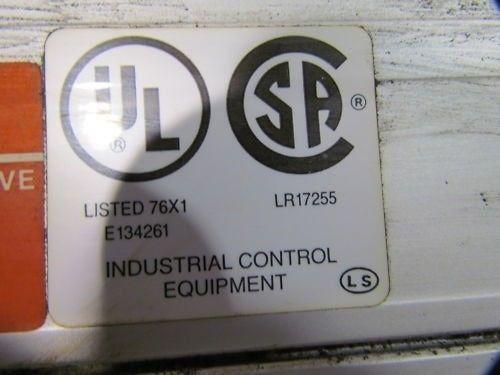 UL
®
SA
®
VE
LISTED 76X1
E134261
LR17255
INDUSTRIAL CONTROL
EQUIPMENT
LS